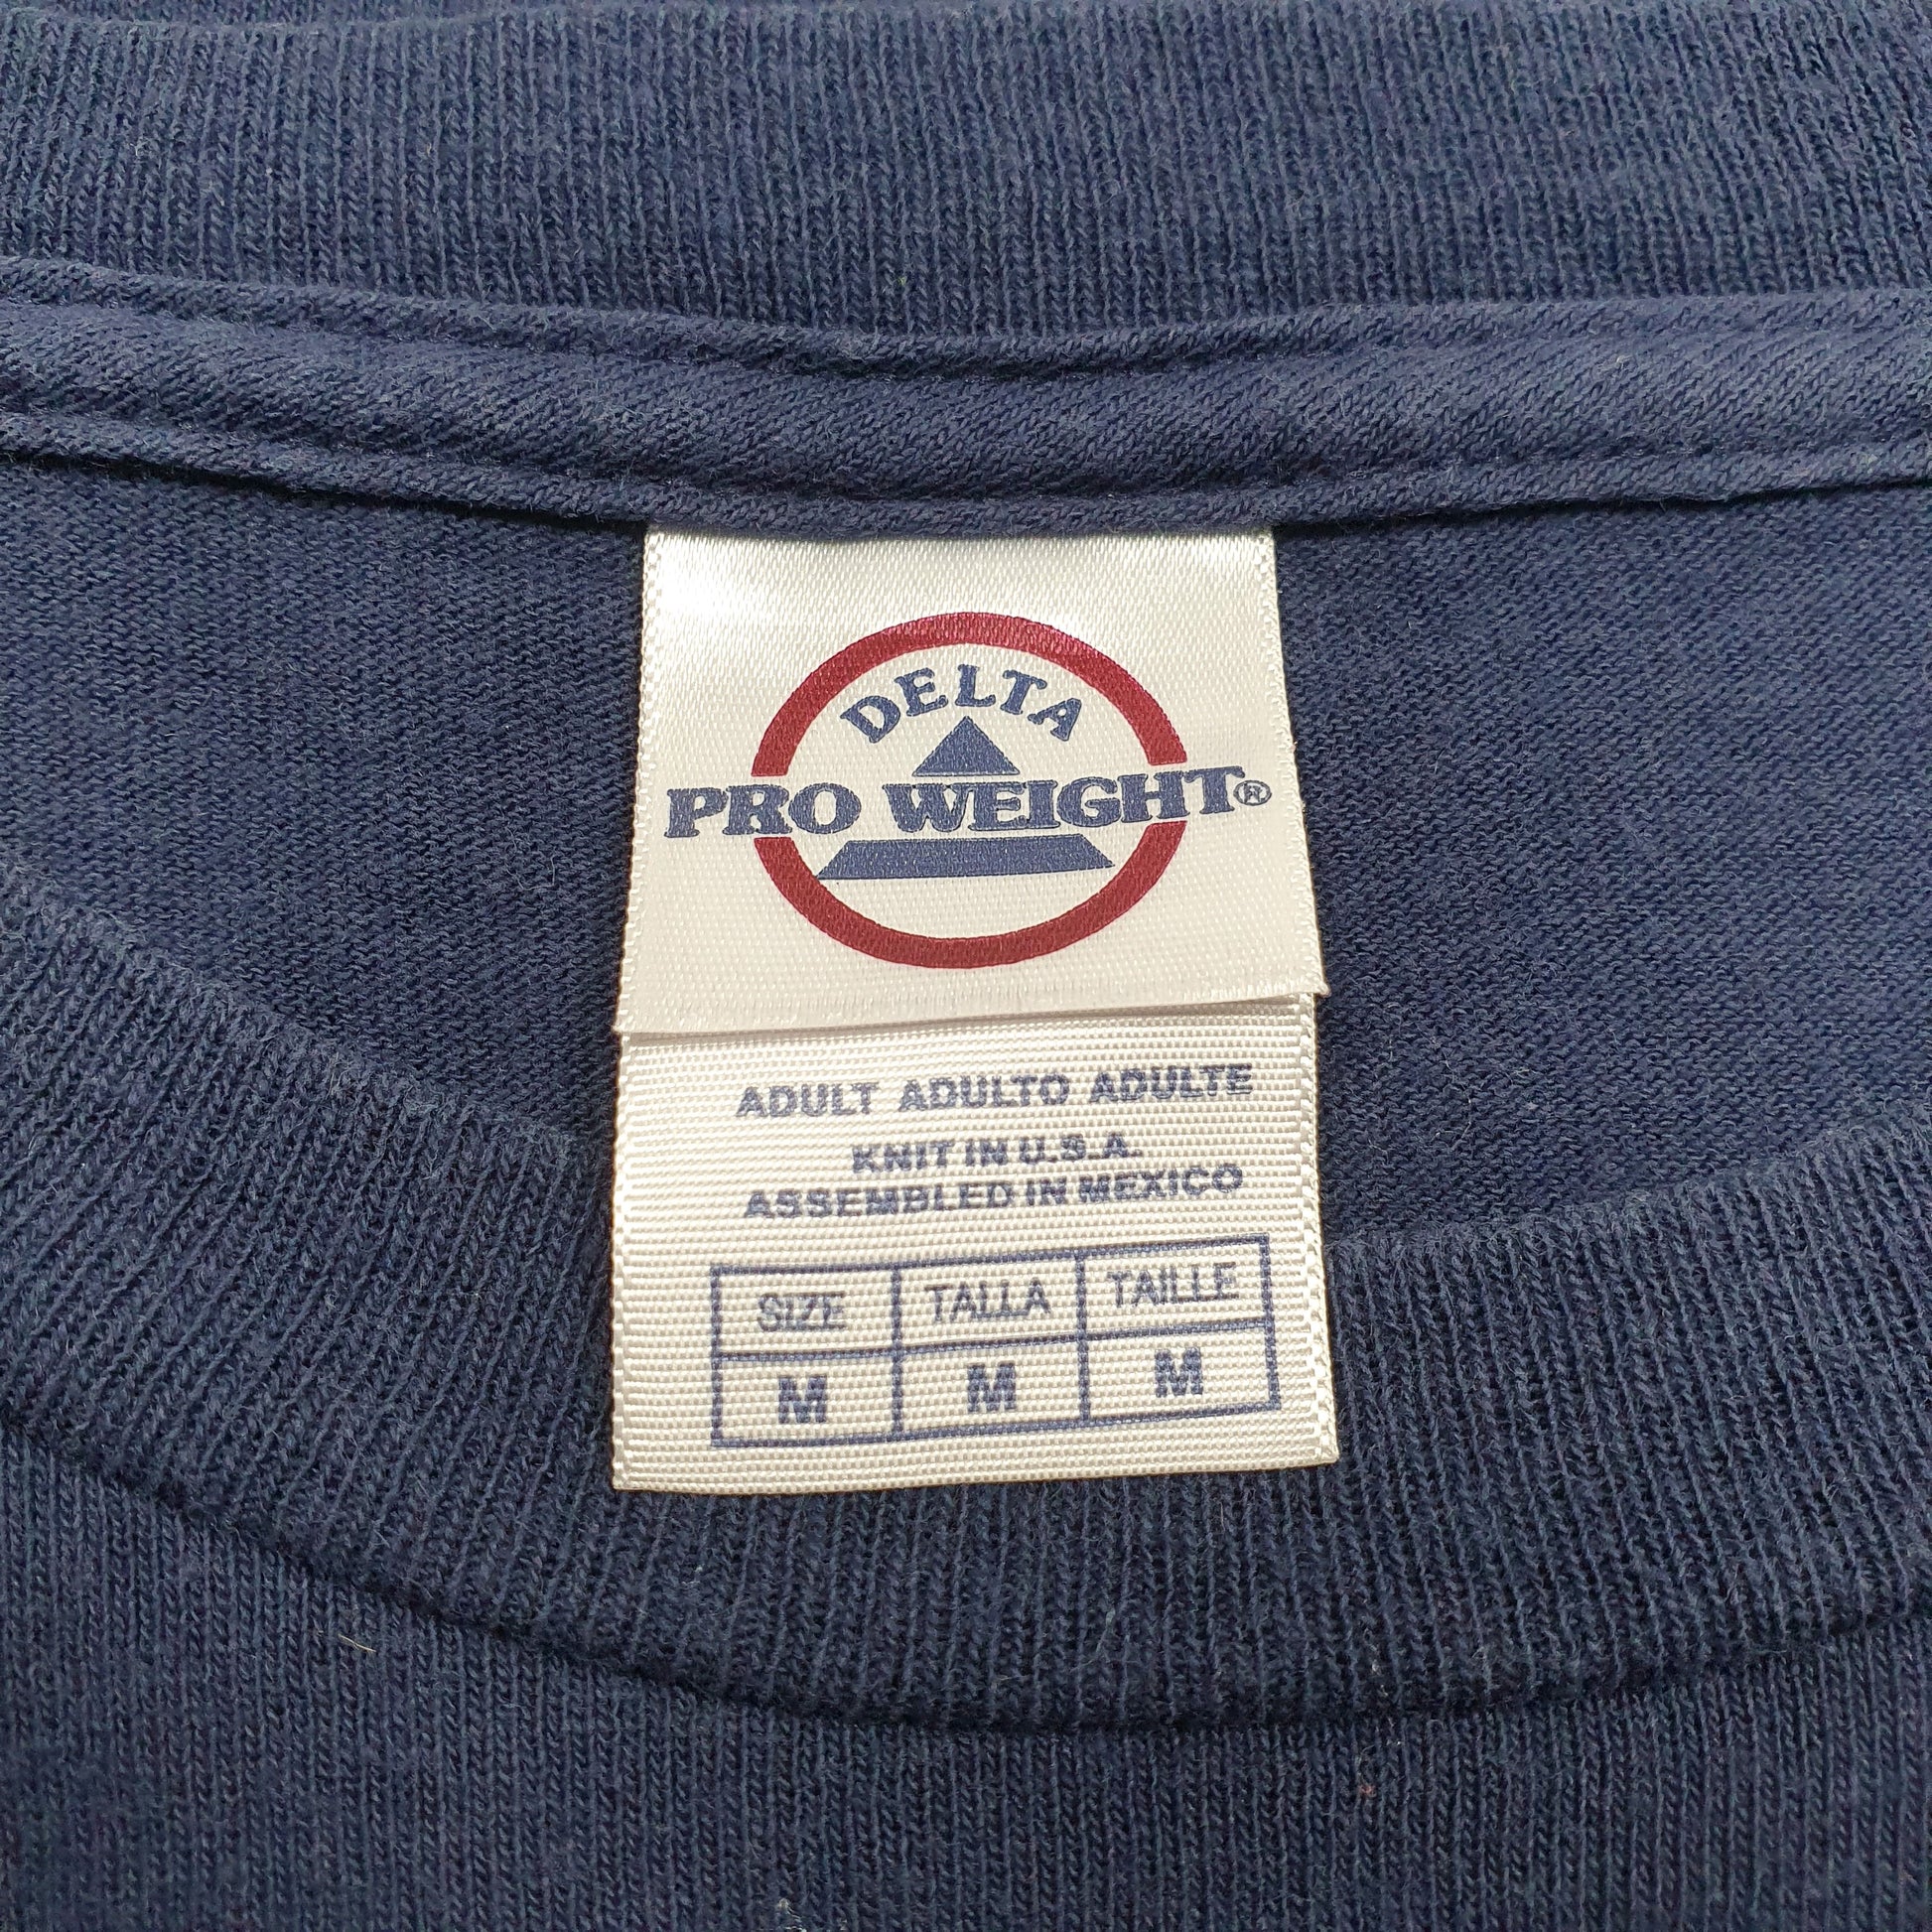 DELTA
PRO WEIGHT®
ADULT ADULTO ADULTE
KNIT IN U.S.A.
ASSEMBLED IN MEXICO
SIZE TALLA TAILLE
M M M